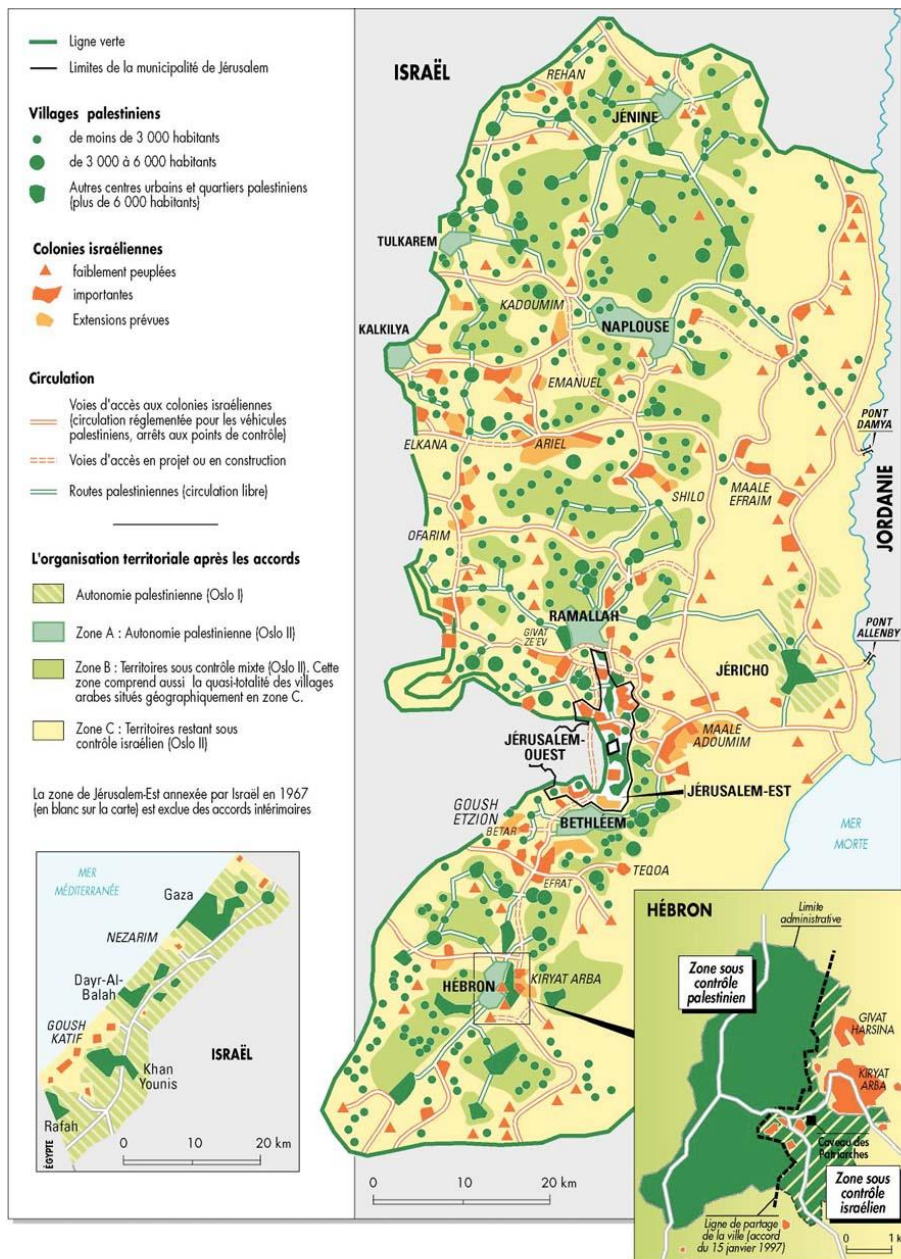 Ligne verte
Limites de la municipalité de Jérusalem
Villages palestiniens
de moins de 3 000 habitants
de 3 000 à 6 000 habitants
Autres centres urbains et quartiers palestiniens
(plus de 6 000 habitants)
Colonies israéliennes
faiblement peuplées
importantes
Extensions prévues
Circulation
Voies d'accès aux colonies israéliennes
(circulation réglementée pour les véhicules
palestiniens, arrêts aux points de contrôle)
Voies d'accès en projet ou en construction
Routes palestiniennes (circulation libre)
L'organisation territoriale après les accords
Autonomie palestinienne (Oslo I)
Zone A : Autonomie palestinienne (Oslo II)
Zone B : Territoires sous contrôle mixte (Oslo II). Cette
zone comprend aussi la quasi-totalité des villages
arabes situés géographiquement en zone C.
Zone C : Territoires restant sous
contrôle israélien (Oslo II)
La zone de Jérusalem-Est annexée par Israël en 1967
(en blanc sur la carte) est exclue des accords intérimaires
MER
MÉDITERRANÉE
Gaza
NEZARIM
Dayr-Al-
Balah
GOUSH
KATIF
Khan
Younis
ISRAËL
Rafah
ÉGYPTE
0 10 20 km
ISRAËL
REHAN
JÉNINE
TULKAREM
KADOUMIM
NAPLOUSE
KALKILYA
EMANUEL
PONT
DAMYA
ELKANA
ARIEL
JORDANIE
SHILO
MAALE
EFRAIM
OFARIM
RAMALLAH
GIVAT
ZE'EV
PONT
ALLENBY
JÉRICHO
JÉRUSALEM-
OUEST
MAALE
ADOUMIM
JÉRUSALEM-EST
GOUSH
ETZION
BETAR
BETHLÉEM
MER
MORTE
EFRAT
TEQOA
HÉBRON
KIRYAT ARBA
0 10 20 km
HÉBRON
Limite
administrative
Zone sous
contrôle
palestinien
GIVAT
HARSINA
KIRYAT
ARBA
Caveau des
Patriarches
Zone sous
contrôle
israélien
Ligne de partage
de la ville (accord
du 15 janvier 1997)
0 1 k